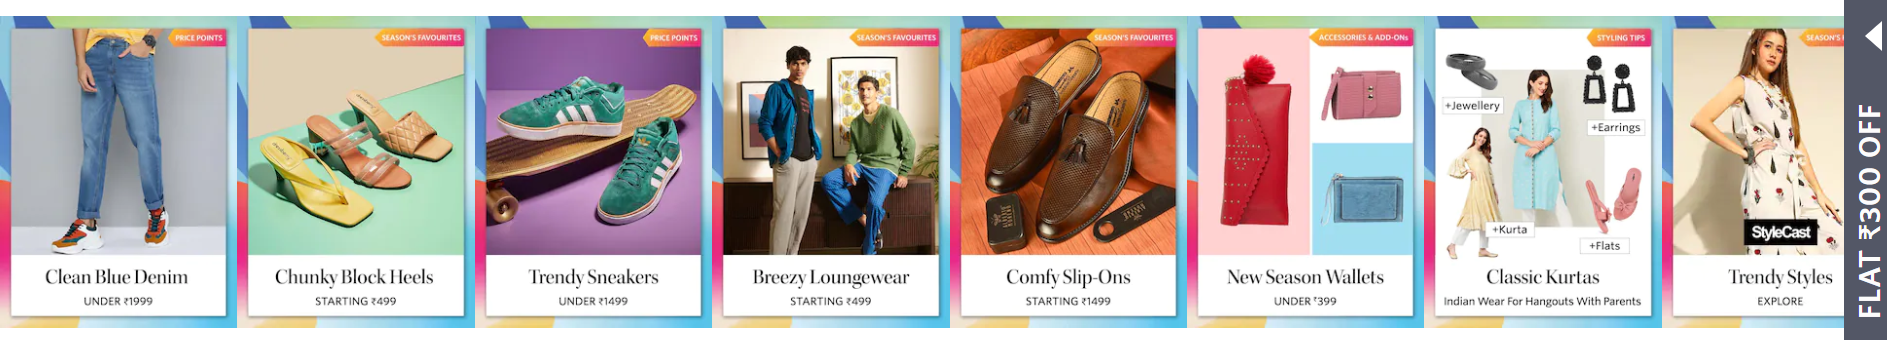 PRICE POINTS
Clean Blue Denim
UNDER ₹1999
SEASON'S FAVOURITES
Chunky Block Heels
STARTING ₹499
PRICE POINTS
Trendy Sneakers
UNDER ₹1499
SEASON'S FAVOURITES
Breezy Loungewear
STARTING ₹499
SEASON'S FAVOURITES
Comfy Slip-Ons
STARTING ₹1499
ACCESSORIES & ADD-ONs
New Season Wallets
UNDER ₹399
STYLING TIPS
+Jewellery
+Earrings
+Kurta
+Flats
Classic Kurtas
Indian Wear For Hangouts With Parents
SEASON'S
StyleCast
Trendy Styles
EXPLORE
FLAT ₹300 OFF